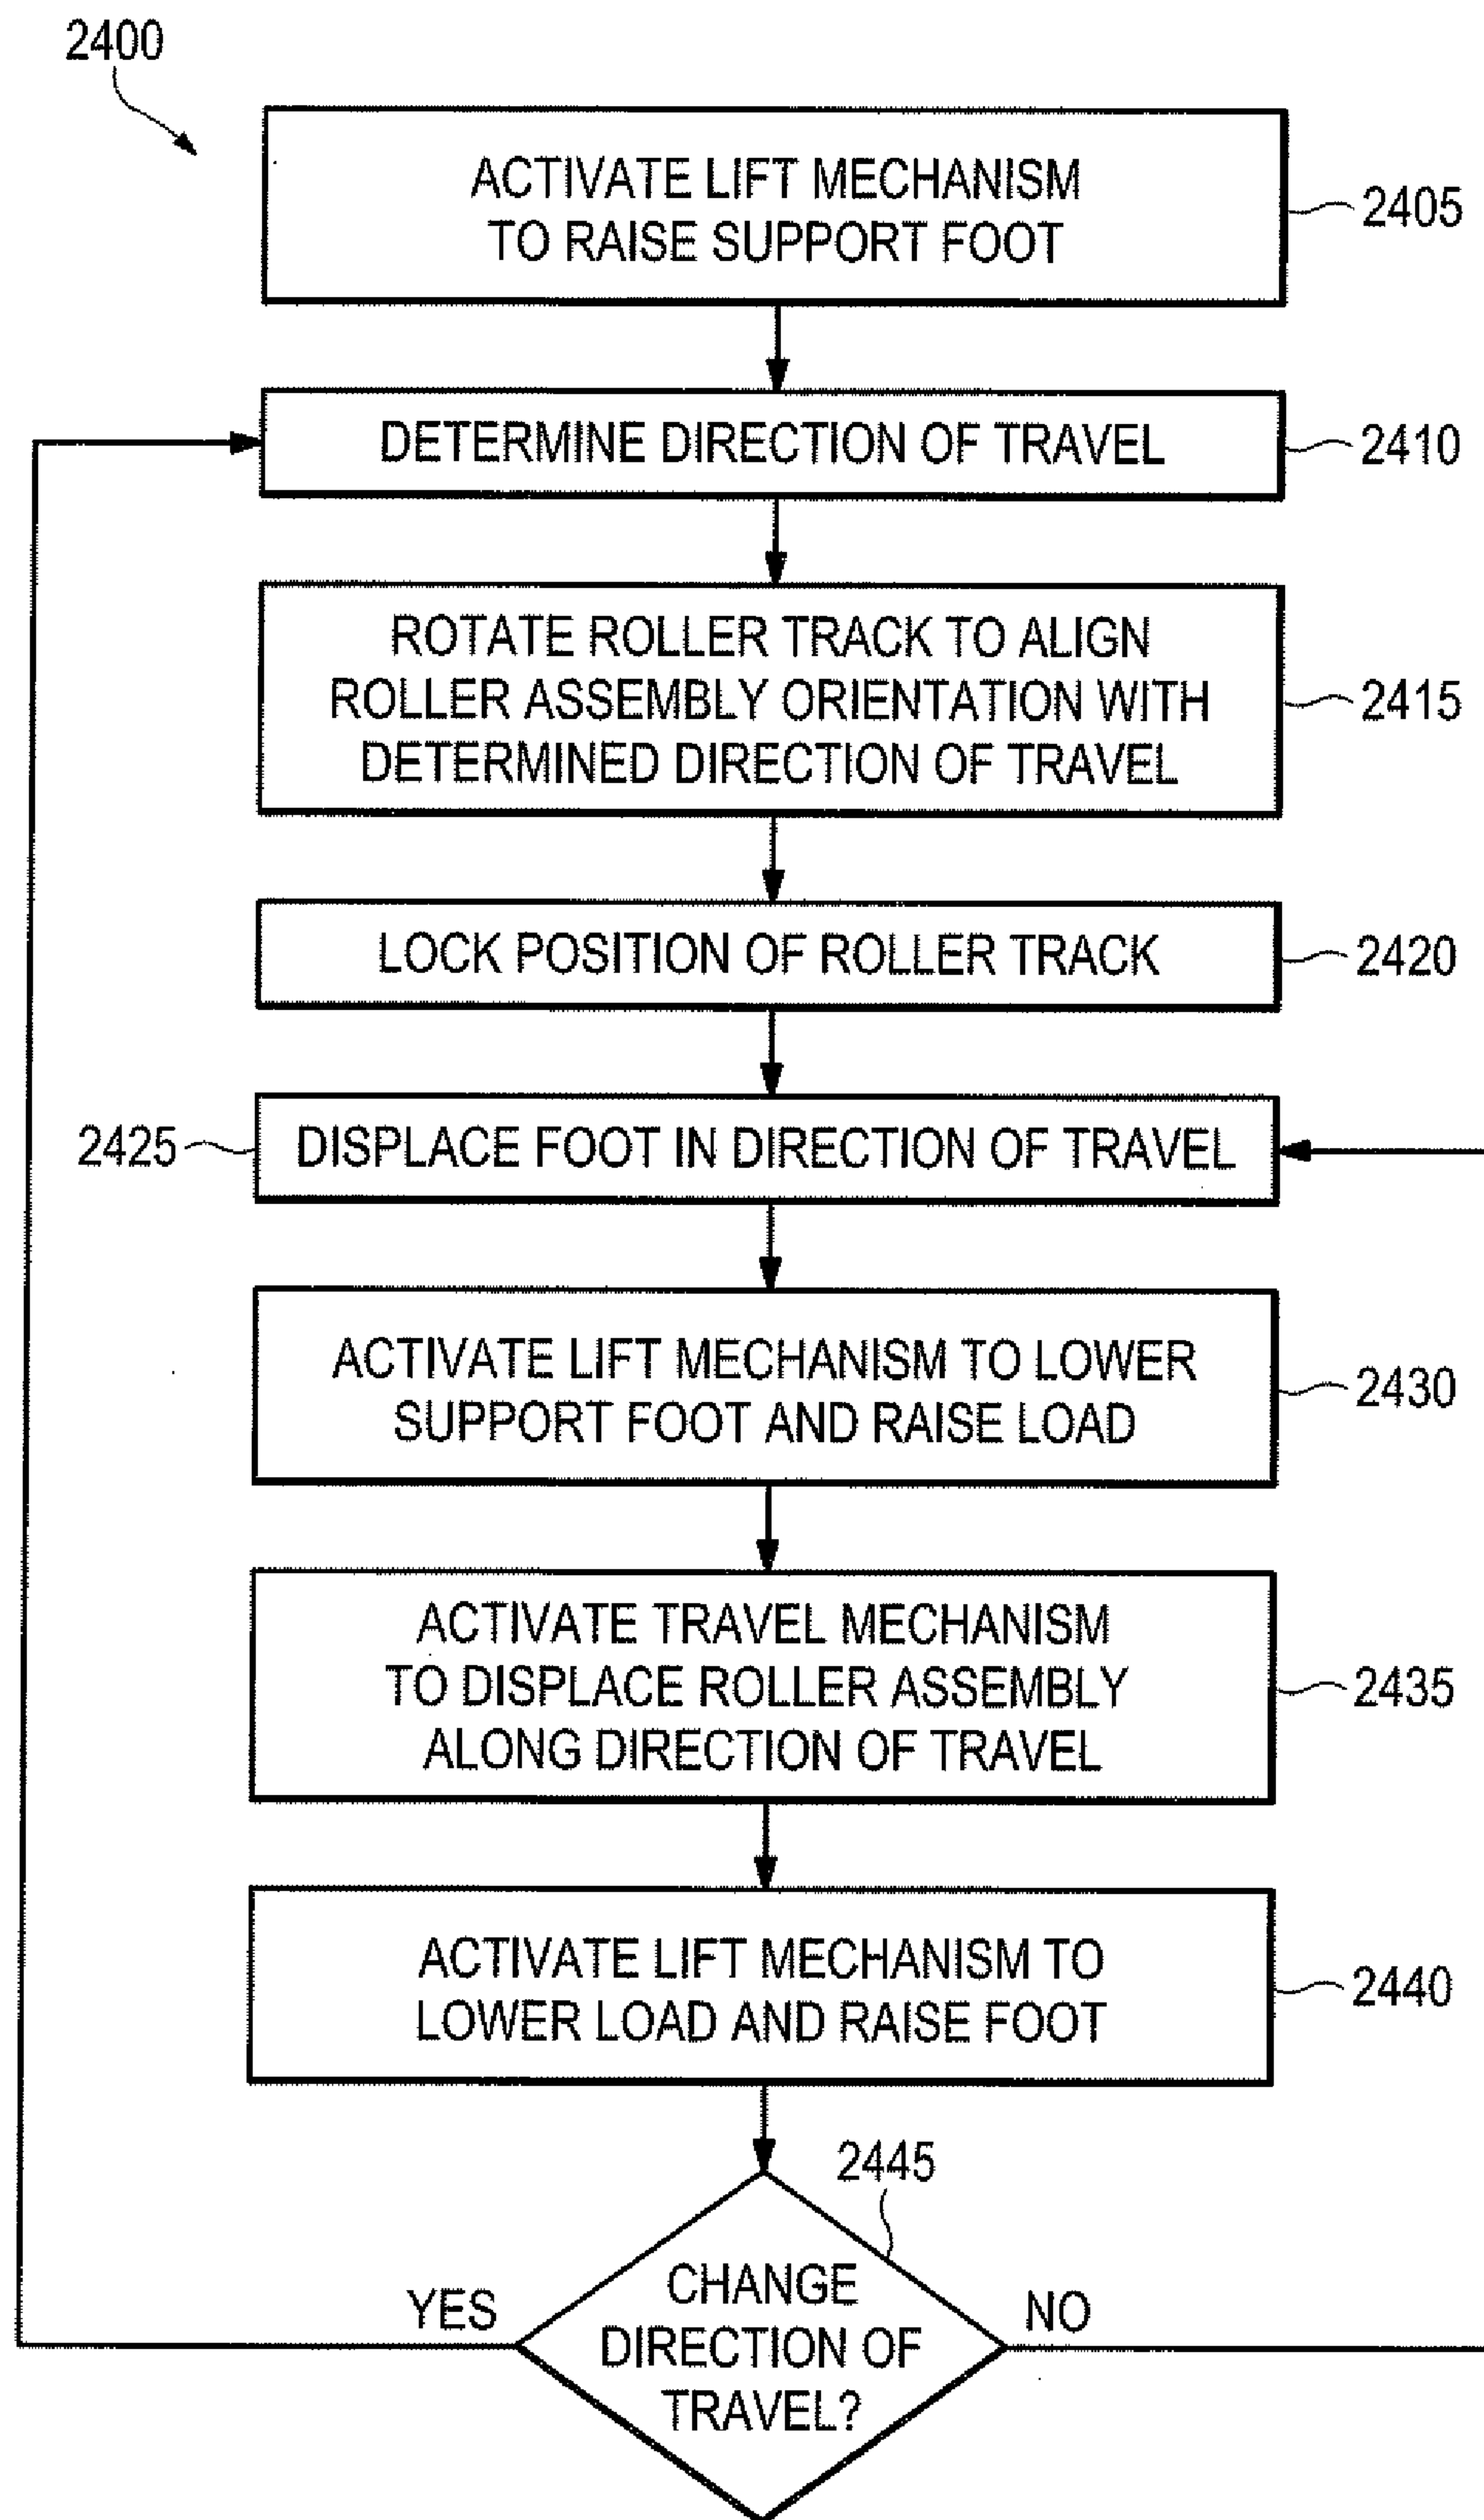 2400
ACTIVATE LIFT MECHANISM
TO RAISE SUPPORT FOOT
2405
DETERMINE DIRECTION OF TRAVEL
2410
ROTATE ROLLER TRACK TO ALIGN
ROLLER ASSEMBLY ORIENTATION WITH
DETERMINED DIRECTION OF TRAVEL
2415
LOCK POSITION OF ROLLER TRACK
2420
2425
DISPLACE FOOT IN DIRECTION OF TRAVEL
ACTIVATE LIFT MECHANISM TO LOWER
SUPPORT FOOT AND RAISE LOAD
2430
ACTIVATE TRAVEL MECHANISM
TO DISPLACE ROLLER ASSEMBLY
ALONG DIRECTION OF TRAVEL
2435
ACTIVATE LIFT MECHANISM TO
LOWER LOAD AND RAISE FOOT
2440
2445
YES
CHANGE
DIRECTION OF
TRAVEL?
NO